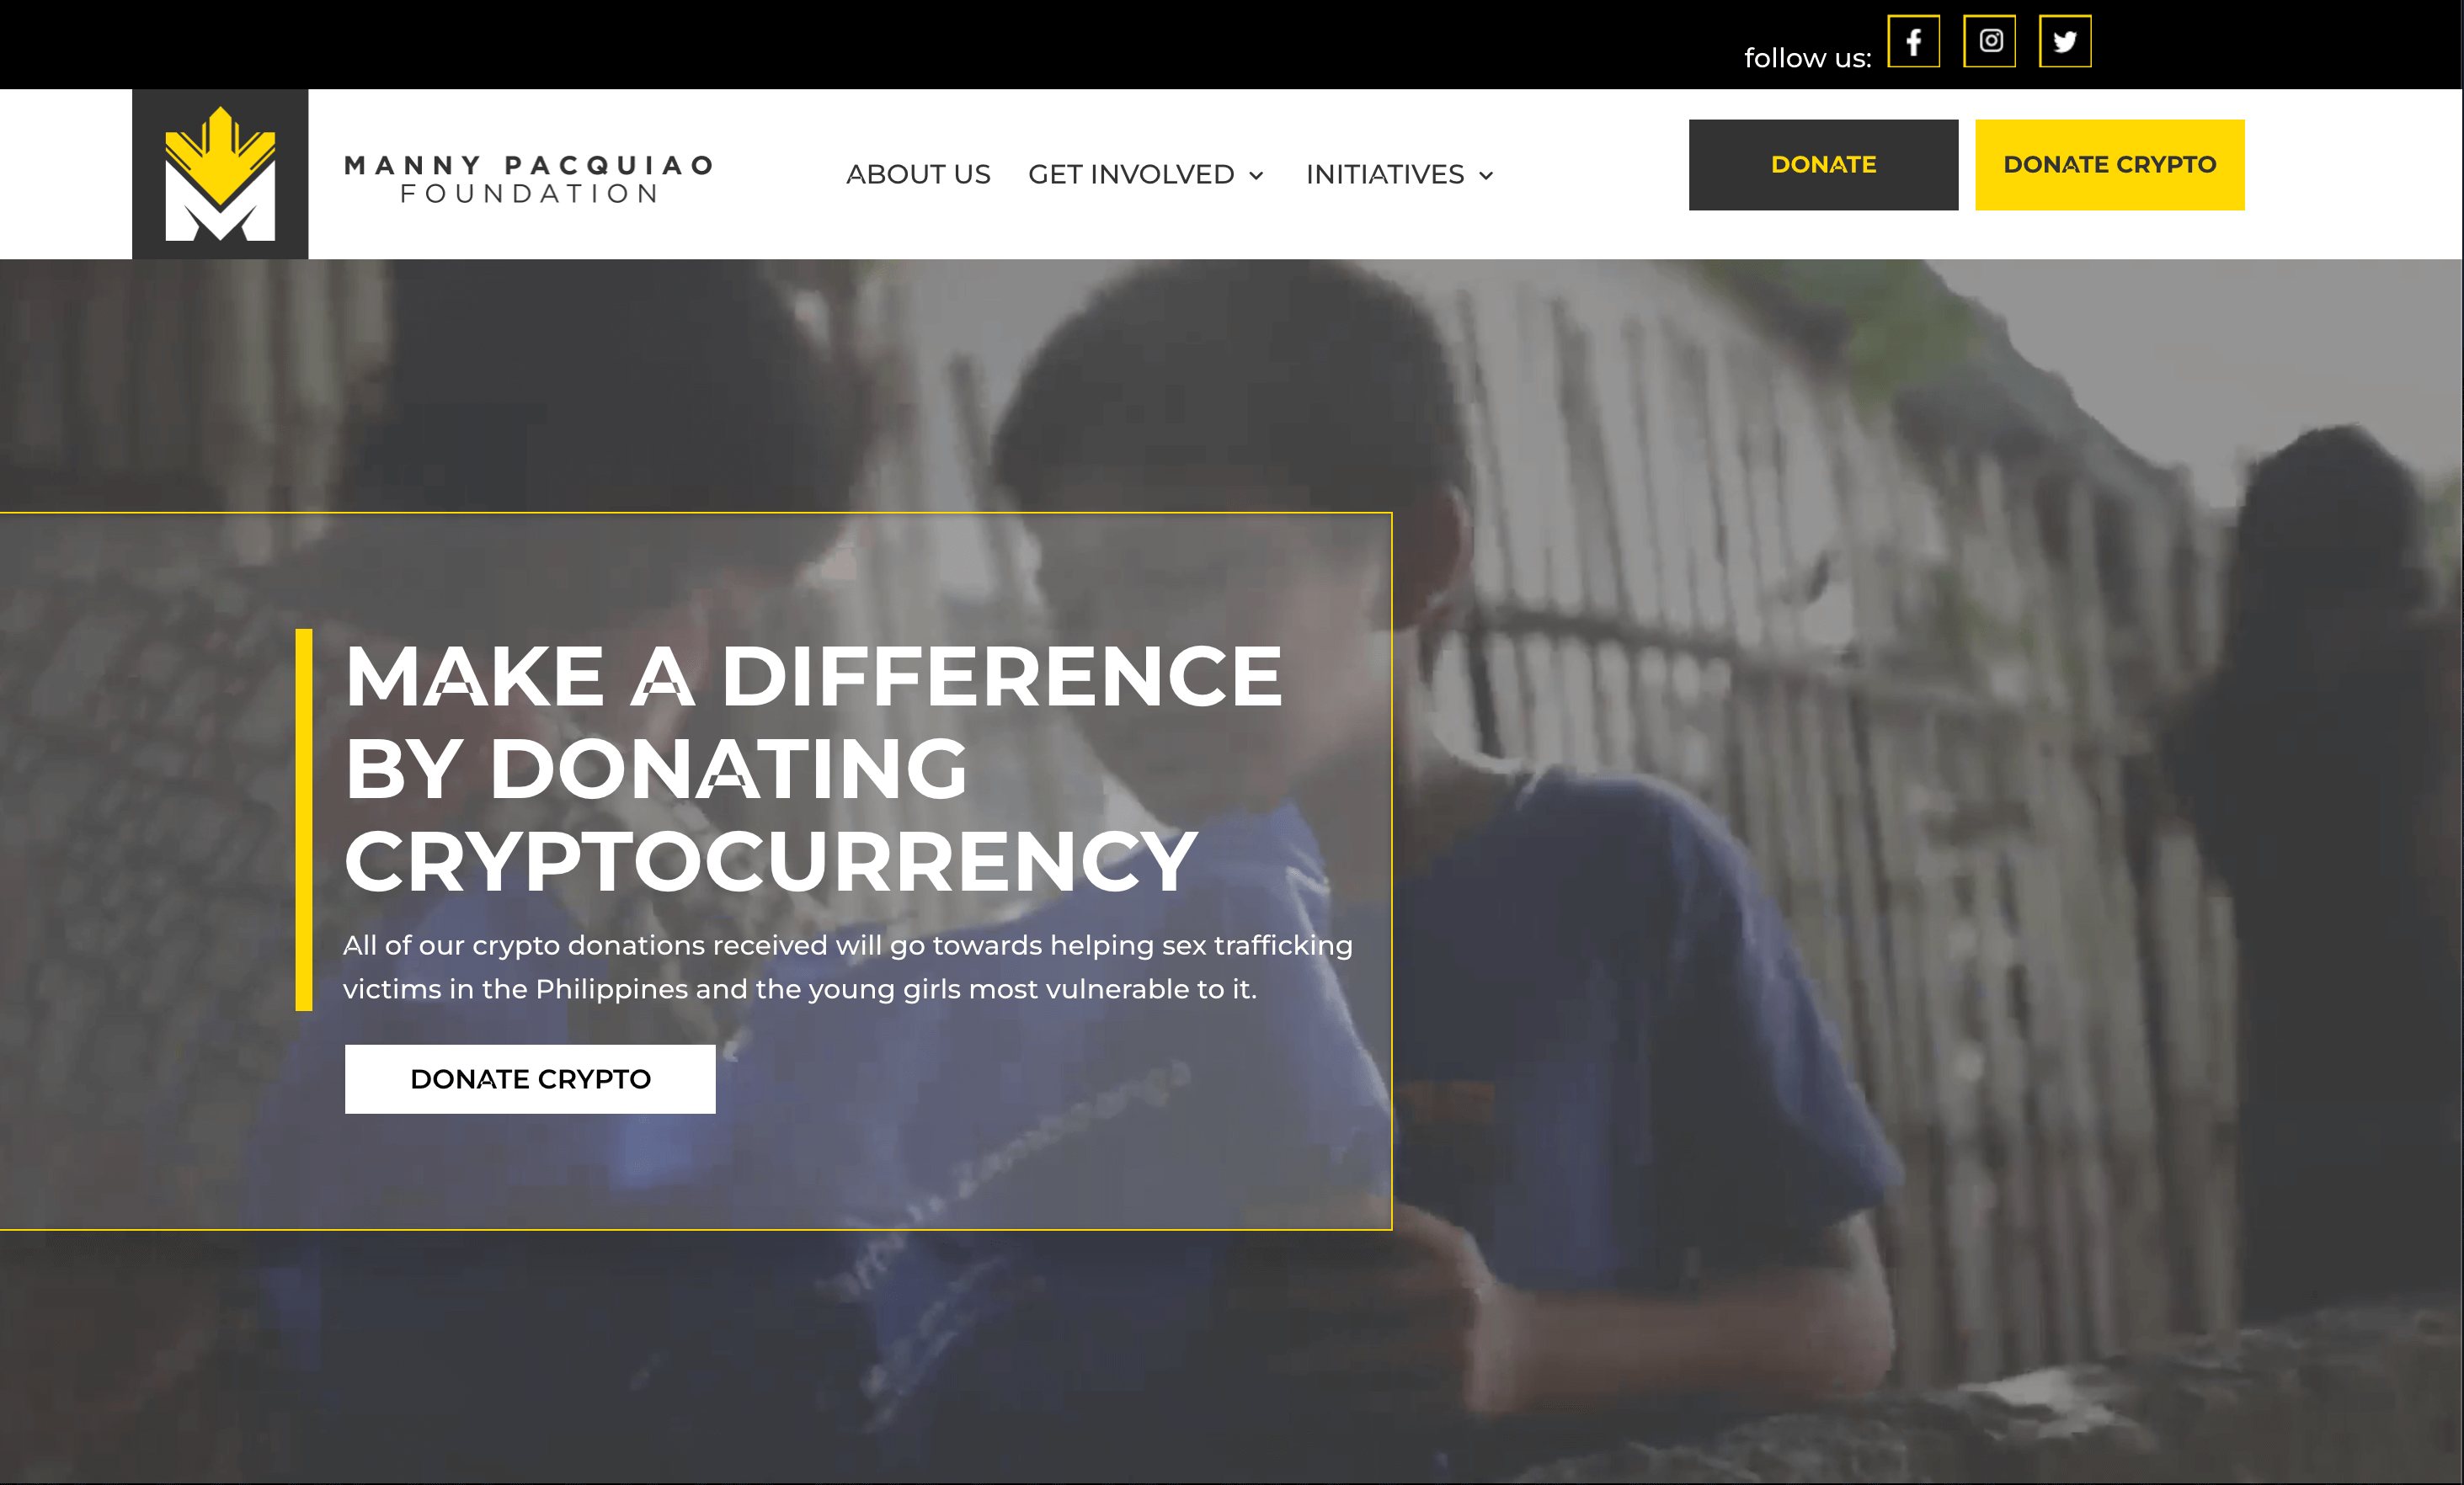 follow us:
MANNY PACQUIAO
FOUNDATION
ABOUT US
GET INVOLVED
INITIATIVES
DONATE
DONATE CRYPTO
MAKE A DIFFERENCE
BY DONATING
CRYPTOCURRENCY
All of our crypto donations received will go towards helping sex trafficking
victims in the Philippines and the young girls most vulnerable to it.
DONATE CRYPTO